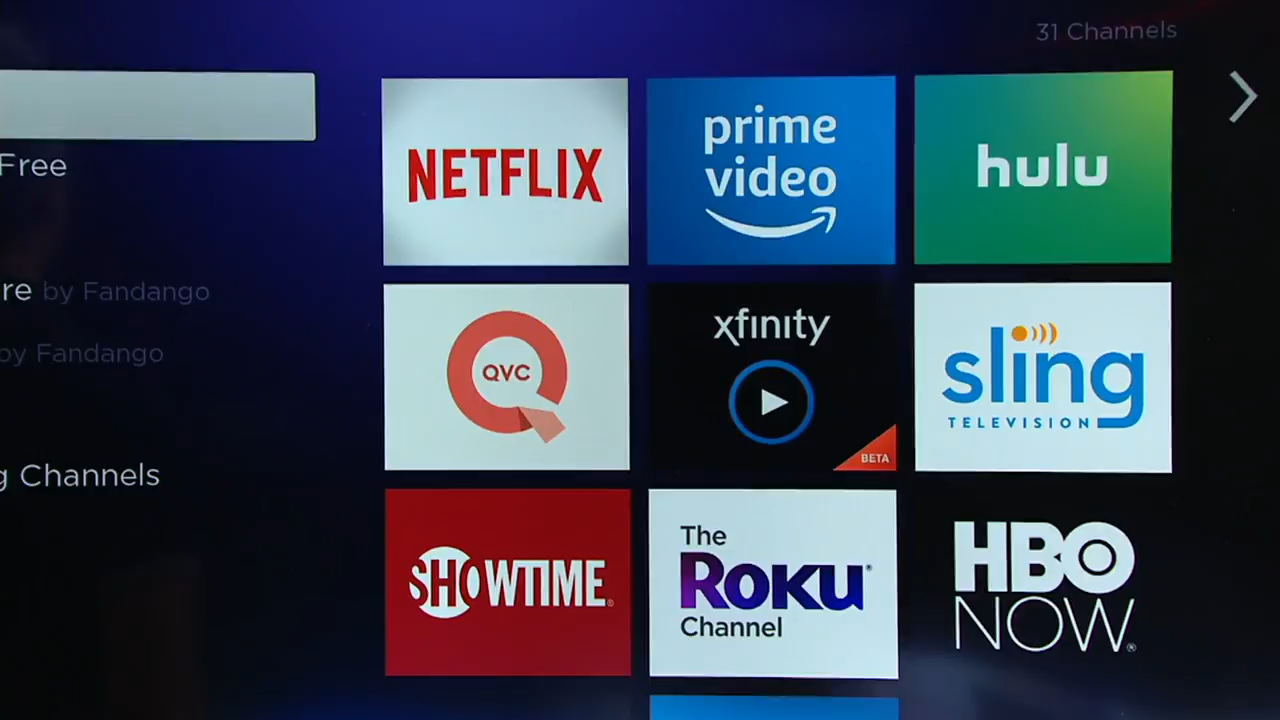 31 Channels
Free
re by Fandango
by Fandango
g Channels
NETFLIX
prime
video
hulu
QVC
xfinity
BETA
sling
TELEVISION
SHOWTIME®
The
ROKU®
Channel
HBO
NOW®